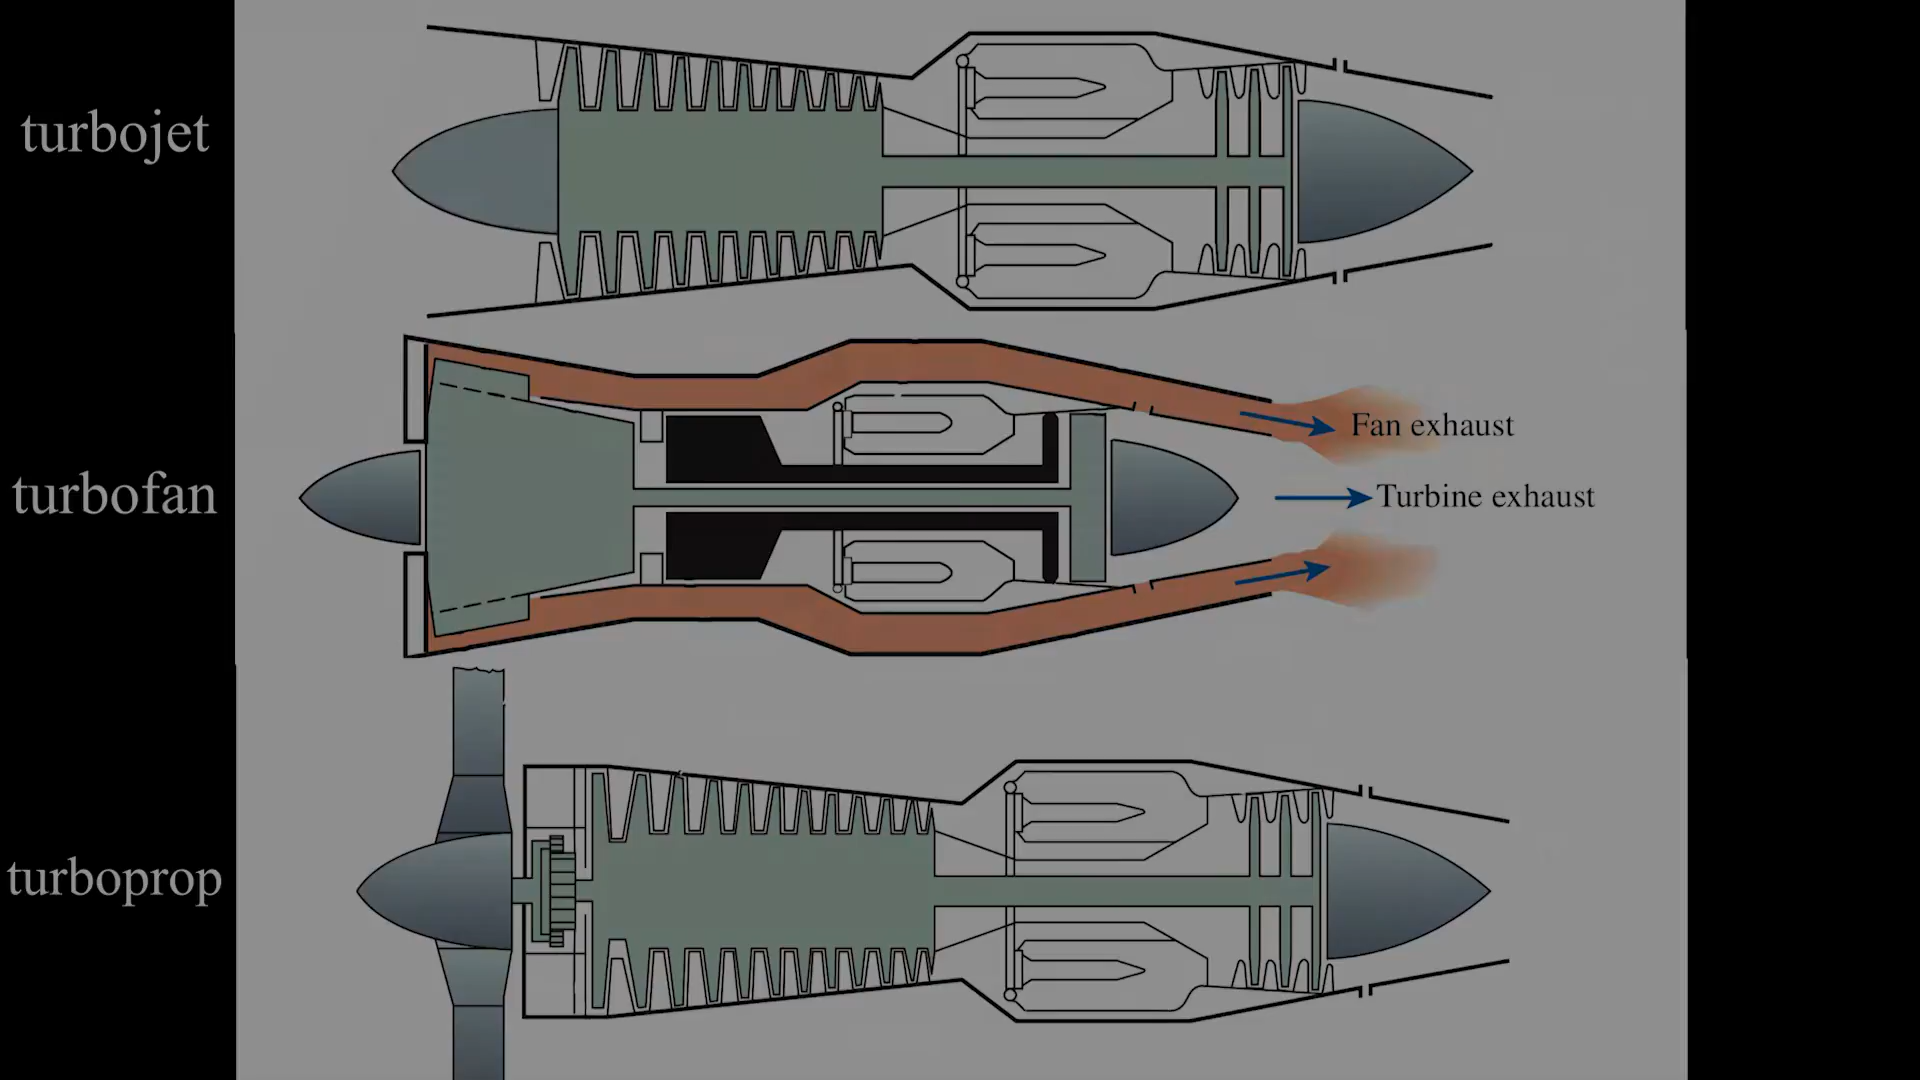 turbojet
turbofan
Fan exhaust
Turbine exhaust
turboprop